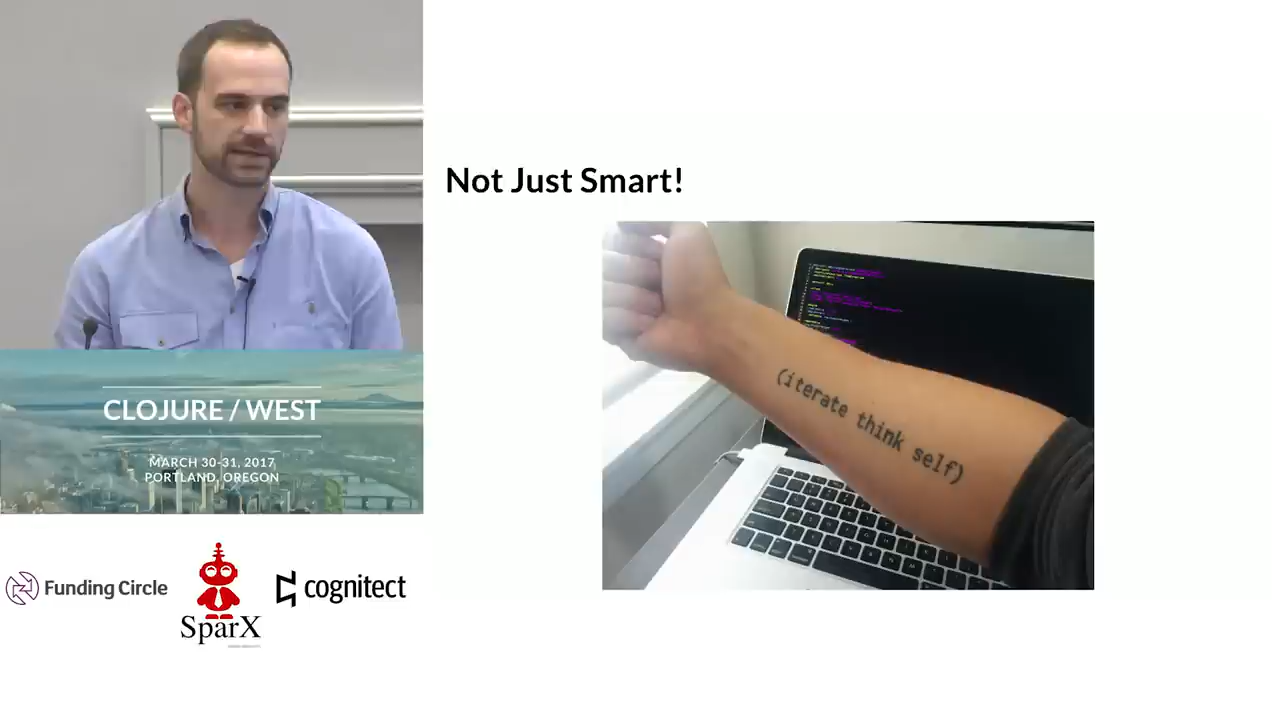 Not Just Smart!
(iterate think self)
CLOJURE / WEST
MARCH 30-31, 2017
PORTLAND, OREGON
Funding Circle
SparX
cognitect